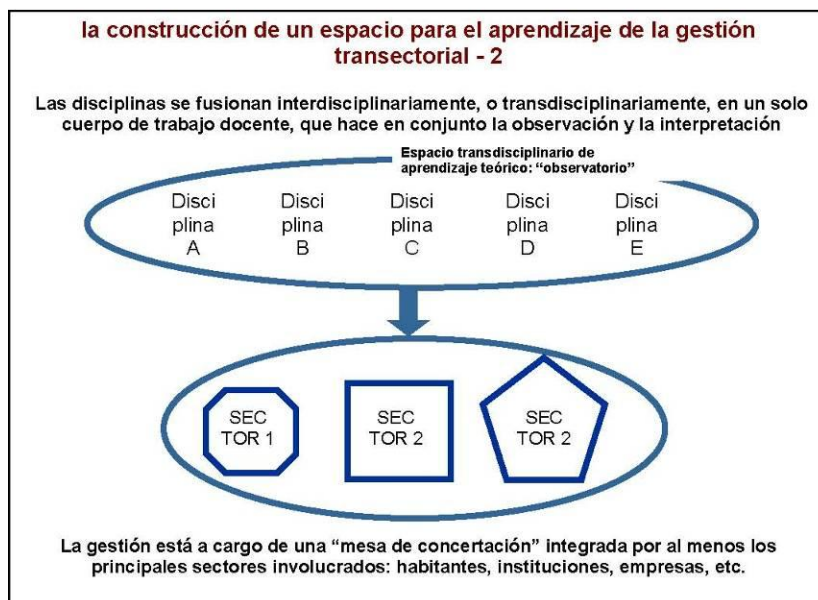 la construcción de un espacio para el aprendizaje de la gestión
transectorial - 2
Las disciplinas se fusionan interdisciplinariamente, o transdisciplinariamente, en un solo
cuerpo de trabajo docente, que hace en conjunto la observación y la interpretación
Espacio transdisciplinario de
aprendizaje teórico: “observatorio”
Disci
plina
A
Disci
plina
B
Disci
plina
C
Disci
plina
D
Disci
plina
E
SEC
TOR 1
SEC
TOR 2
SEC
TOR 2
La gestión está a cargo de una “mesa de concertación” integrada por al menos los
principales sectores involucrados: habitantes, instituciones, empresas, etc.